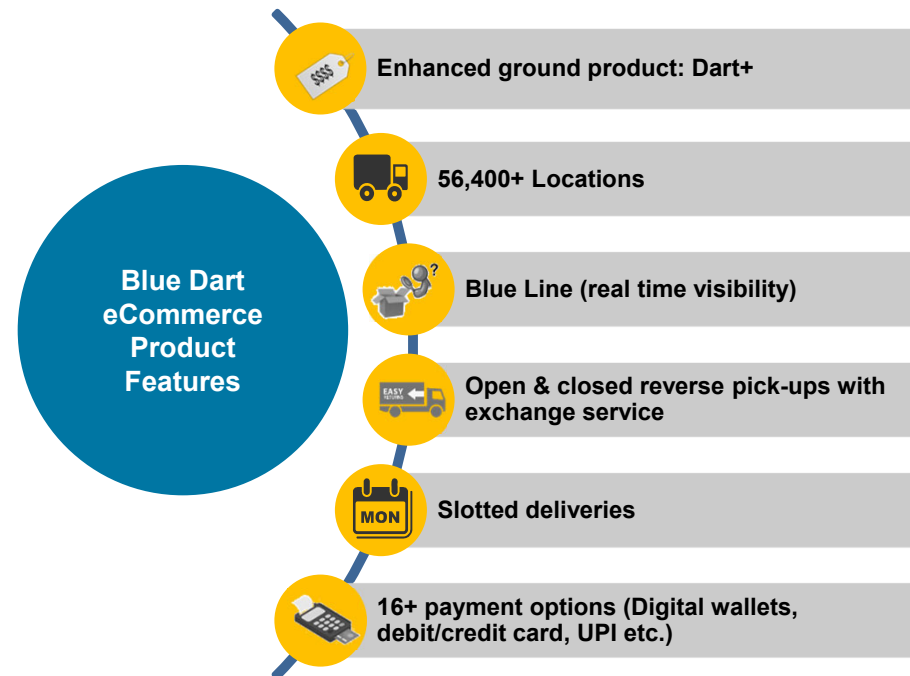 $$$$
Enhanced ground product: Dart+
56,400+ Locations
?
Blue Line (real time visibility)
Blue Dart
eCommerce
Product
Features
EASY
RETURNS
Open & closed reverse pick-ups with
exchange service
MON
Slotted deliveries
16+ payment options (Digital wallets,
debit/credit card, UPI etc.)